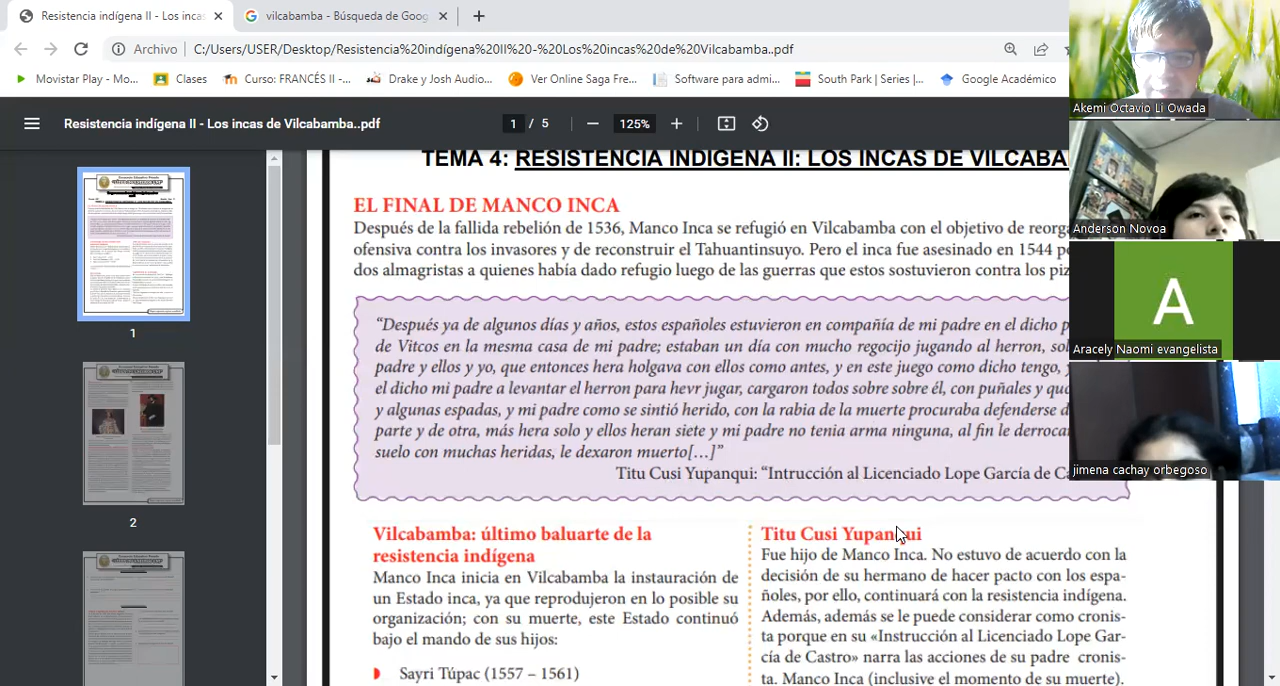 Resistencia indígena II - Los incas
vilcabamba - Búsqueda de Goog
Archivo
C:/Users/USER/Desktop/Resistencia%20indígena%20II%20-%20Los%20incas%20de%20Vilcabamba..pdf
Movistar Play - Mo...
Clases
Curso: FRANCÉS II -...
Drake y Josh Audio...
Ver Online Saga Fre...
Software para admi...
South Park | Series |...
Google Académico
Resistencia indígena II - Los incas de Vilcabamba..pdf
1 / 5
125%
TEMA 4: RESISTENCIA INDIGENA II: LOS INCAS DE VILCABA
EL FINAL DE MANCO INCA
Después de la fallida rebelión de 1536, Manco Inca se refugió en Vilcabamba con el objetivo de reorg
ofensiva contra los invasores y de reconstruir el Tahuantinsuyo. Pero el inca fue asesinado en 1544 po
dos almagristas a quienes había dado refugio luego de las guerras que estos sostuvieron contra los piz
“Después ya de algunos días y años, estos españoles estuvieron en compañía de mi padre en el dicho p
de Vitcos en la mesma casa de mi padre; estaban un día con mucho regocijo jugando al herron, sol
padre y ellos y yo, que entonces hera holgava con ellos como antes, y en este juego como dicho tengo, y
el dicho mi padre a levantar el herron para hevr jugar, cargaron todos sobre sobre él, con puñales y quc
y algunas espadas, y mi padre como se sintió herido, con la rabia de la muerte procuraba defenderse d
parte y de otra, más hera solo y ellos heran siete y mi padre no tenia arma ninguna, al fin le derroca
suelo con muchas heridas, le dexaron muerto[…]”
Titu Cusi Yupanqui: “Intrucción al Licenciado Lope García de Ca
Vilcabamba: último baluarte de la
resistencia indígena
Manco Inca inicia en Vilcabamba la instauración de
un Estado inca, ya que reprodujeron en lo posible su
organización; con su muerte, este Estado continuó
bajo el mando de sus hijos:
Sayri Túpac (1557 – 1561)
Titu Cusi Yupanqui
Fue hijo de Manco Inca. No estuvo de acuerdo con la
decisión de su hermano de hacer pacto con los espa-
ñoles, por ello, continuará con la resistencia indígena.
Además, además se le puede considerar como cronis-
ta porque en su «Instrucción al Licenciado Lope Gar-
cía de Castro» narra las acciones de su padre cronis-
ta. Manco Inca (inclusive el momento de su muerte).
1
2
Akemi Octavio Li Owada
Anderson Novoa
A
Aracely Naomi evangelista
jimena cachay orbegoso